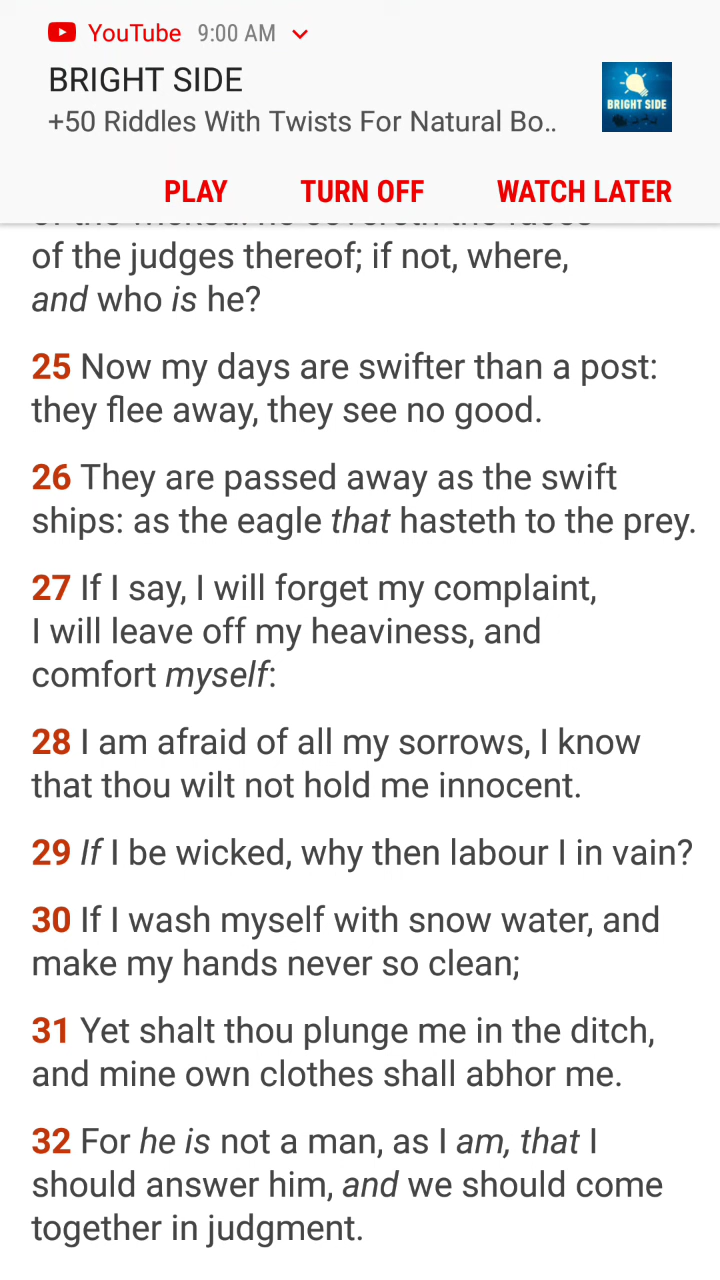 YouTube 9:00 AM
BRIGHT SIDE
+50 Riddles With Twists For Natural Bo..
BRIGHT SIDE
PLAY TURN OFF WATCH LATER
of the judges thereof; if not, where,
and who is he?
25 Now my days are swifter than a post:
they flee away, they see no good.
26 They are passed away as the swift
ships: as the eagle that hasteth to the prey.
27 If I say, I will forget my complaint,
I will leave off my heaviness, and
comfort myself:
28 I am afraid of all my sorrows, I know
that thou wilt not hold me innocent.
29 If I be wicked, why then labour I in vain?
30 If I wash myself with snow water, and
make my hands never so clean;
31 Yet shalt thou plunge me in the ditch,
and mine own clothes shall abhor me.
32 For he is not a man, as I am, that I
should answer him, and we should come
together in judgment.